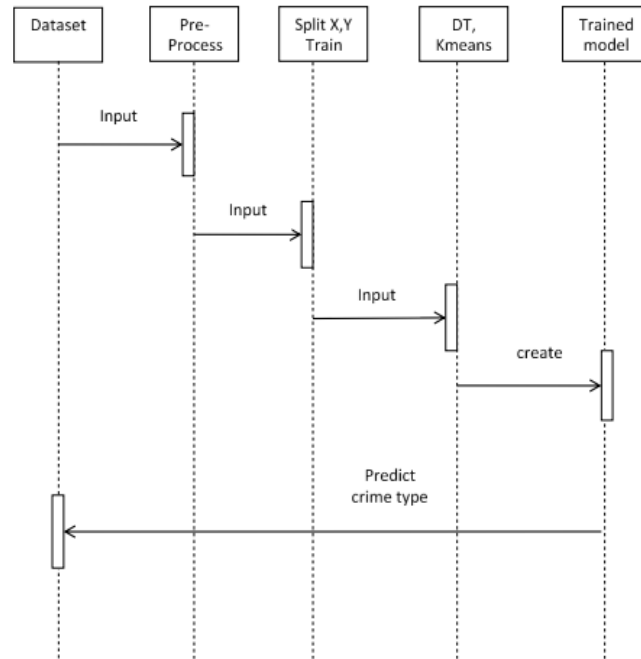 Dataset
Pre-
Process
Split X,Y
Train
DT,
Kmeans
Trained
model
Input
Input
Input
create
Predict
crime type